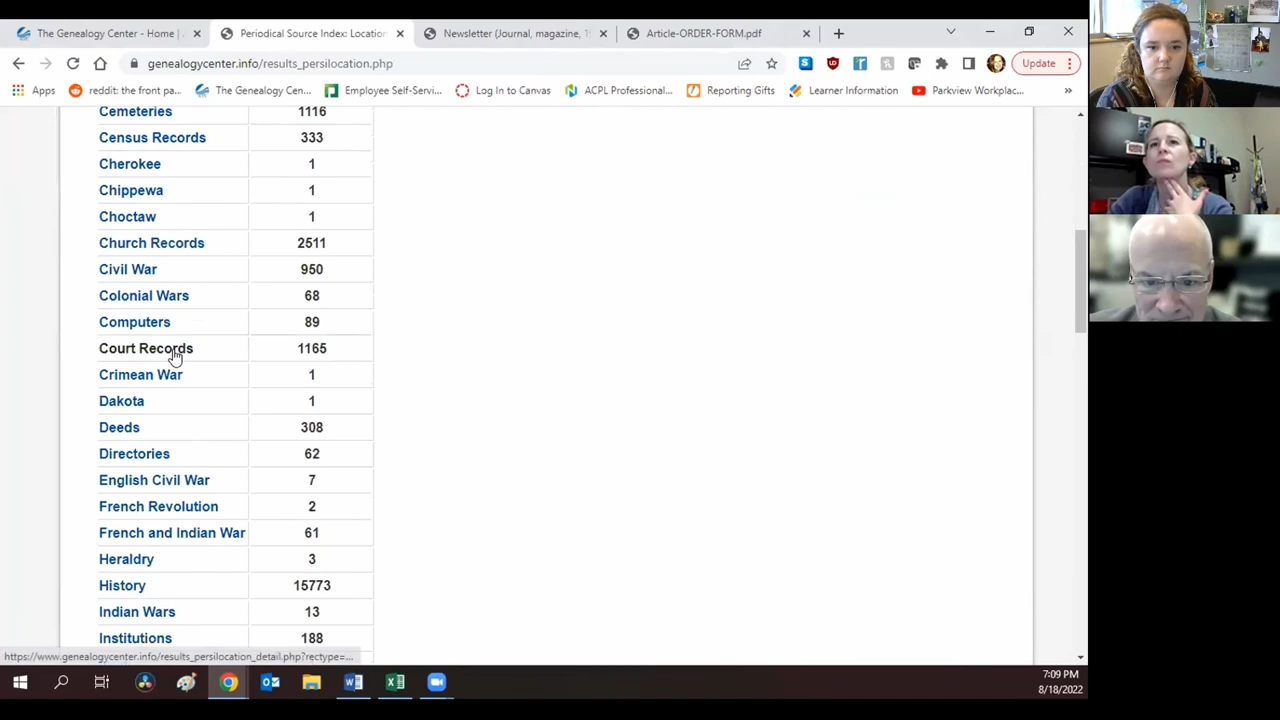 The Genealogy Center - Home |
Periodical Source Index: Location
Newsletter (Journal, magazine, 1
Article-ORDER-FORM.pdf
genealogycenter.info/results_persilocation.php
Update
Apps
reddit: the front pa...
The Genealogy Cen...
Employee Self-Servi...
Log In to Canvas
ACPL Professional...
Reporting Gifts
Learner Information
Parkview Workplac...
»
Cemeteries 1116
Census Records 333
Cherokee 1
Chippewa 1
Choctaw 1
Church Records 2511
Civil War 950
Colonial Wars 68
Computers 89
Court Records 1165
Crimean War 1
Dakota 1
Deeds 308
Directories 62
English Civil War 7
French Revolution 2
French and Indian War 61
Heraldry 3
History 15773
Indian Wars 13
Institutions 188
https://www.genealogycenter.info/results_persilocation_detail.php?rectype=...
7:09 PM
8/18/2022